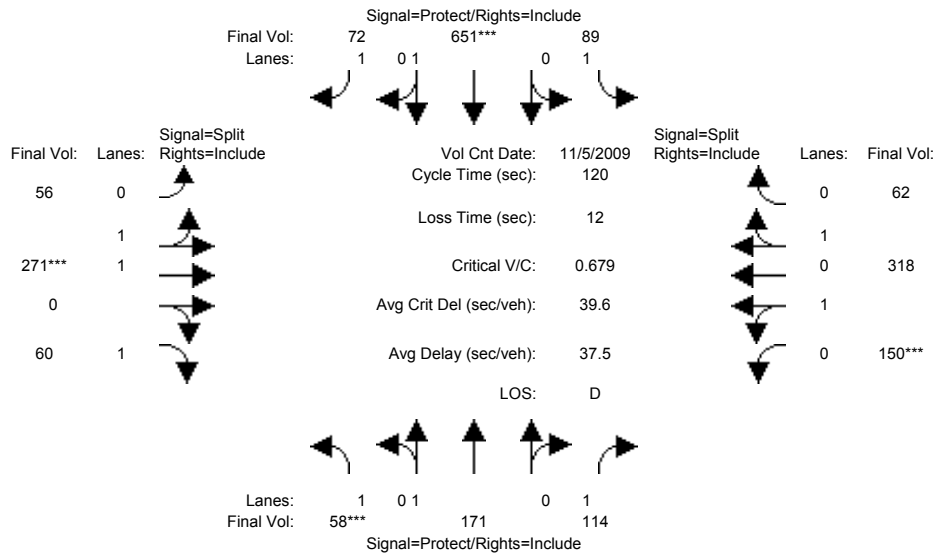 Signal=Protect/Rights=Include
Final Vol: 72 651*** 89
Lanes: 1 0 1 0 1
Signal=Split
Rights=Include
Final Vol: Lanes:
Vol Cnt Date: 11/5/2009
Signal=Split
Rights=Include
Lanes: Final Vol:
Cycle Time (sec): 120
56 0
0 62
Loss Time (sec): 12
1
1
271*** 1
Critical V/C: 0.679
0 318
0
Avg Crit Del (sec/veh): 39.6
1
60 1
Avg Delay (sec/veh): 37.5
0 150***
LOS: D
Lanes: 1 0 1 0 1
Final Vol: 58*** 171 114
Signal=Protect/Rights=Include